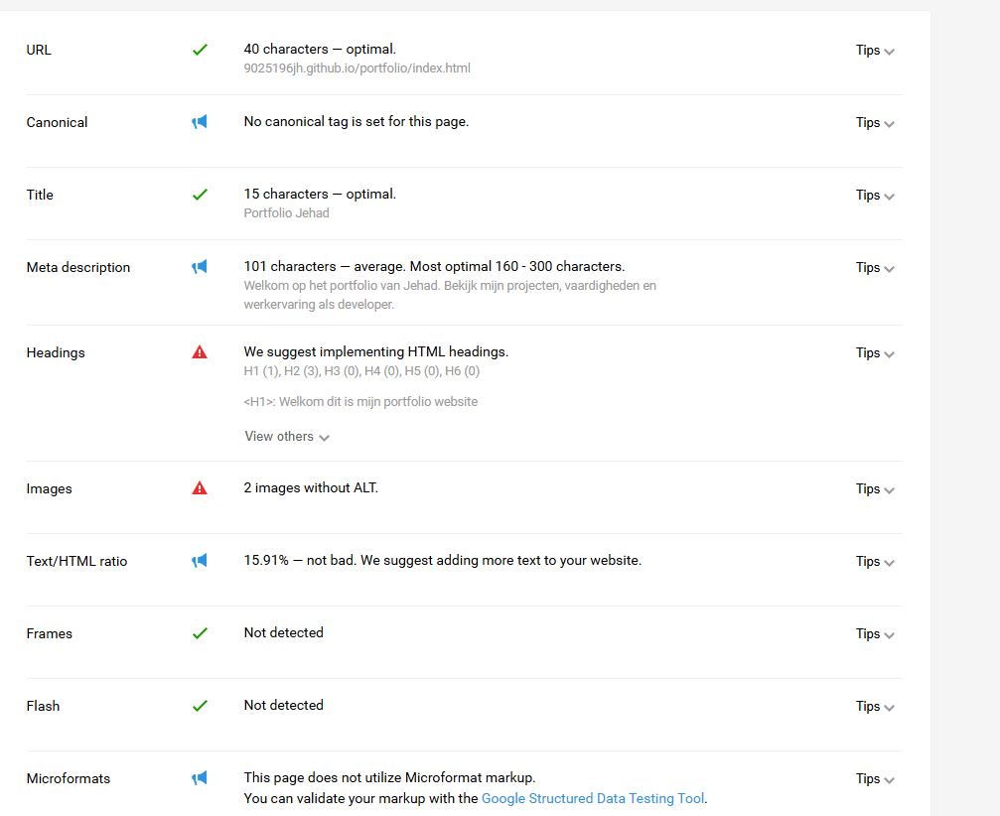 URL
40 characters — optimal.
Tips
9025196jh.github.io/portfolio/index.html
Canonical
No canonical tag is set for this page.
Tips
Title
15 characters — optimal.
Tips
Portfolio Jehad
Meta description
101 characters — average. Most optimal 160 - 300 characters.
Tips
Welkom op het portfolio van Jehad. Bekijk mijn projecten, vaardigheden en
werkervaring als developer.
Headings
We suggest implementing HTML headings.
Tips
H1 (1), H2 (3), H3 (0), H4 (0), H5 (0), H6 (0)
<H1>: Welkom dit is mijn portfolio website
View others
Images
2 images without ALT.
Tips
Text/HTML ratio
15.91% — not bad. We suggest adding more text to your website.
Tips
Frames
Not detected
Tips
Flash
Not detected
Tips
Microformats
This page does not utilize Microformat markup.
Tips
You can validate your markup with the Google Structured Data Testing Tool.